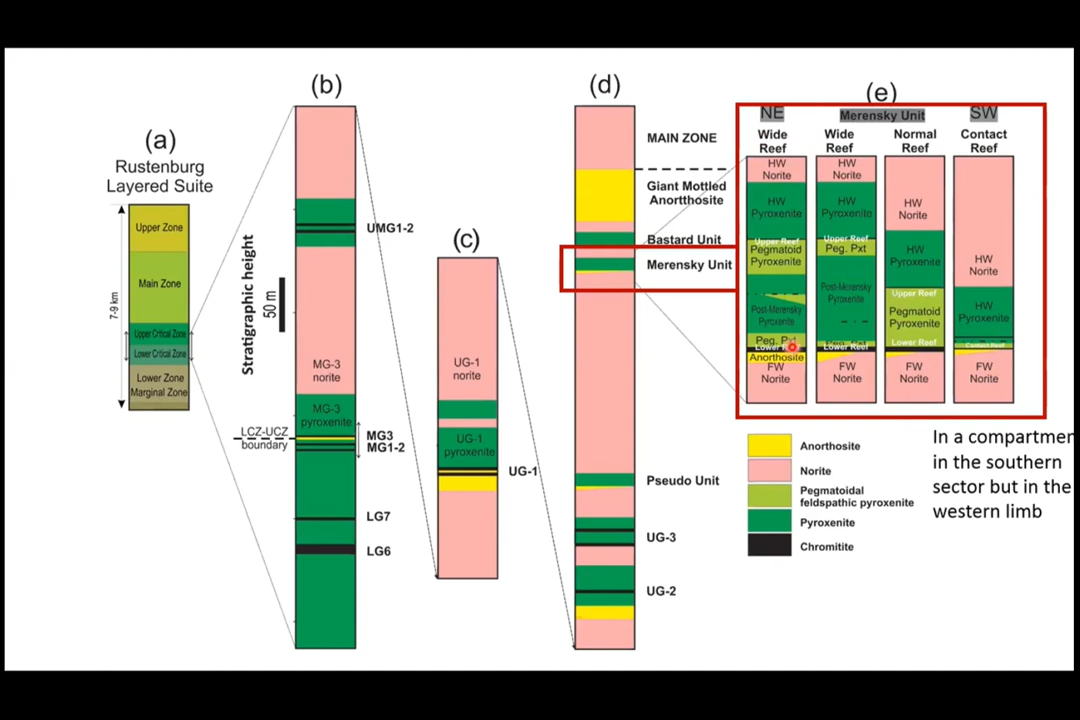 (a)
Rustenburg
Layered Suite
7-9 km
Upper Zone
Main Zone
Upper Critical Zone
Lower Critical Zone
Lower Zone
Marginal Zone
(b)
Stratigraphic height
50 m
UMG1-2
MG-3
norite
MG-3
pyroxenite
LCZ-UCZ
boundary
MG3
MG1-2
LG7
LG6
(c)
UG-1
norite
UG-1
pyroxenite
UG-1
(d)
MAIN ZONE
Giant Mottled
Anortthosite
Bastard Unit
Merensky Unit
Pseudo Unit
UG-3
UG-2
(e)
NE
Merensky Unit
SW
Wide
Reef
Wide
Reef
Normal
Reef
Contact
Reef
HW
Norite
HW
Pyroxenite
Upper Reef
Pegmatoid
Pyroxenite
Post-Merensky
Pyroxenite
Peg.
Lower
Anorthosite
FW
Norite
HW
Norite
HW
Pyroxenite
Upper Reef
Peg. Pxt
Post-Merensky
Pyroxenite
Lower Reef
FW
Norite
HW
Norite
HW
Pyroxenite
Upper Reef
Pegmatoid
Pyroxenite
Lower Reef
FW
Norite
HW
Norite
HW
Pyroxenite
FW
Norite
Anorthosite
Norite
Pegmatoidal
feldspathic pyroxenite
Pyroxenite
Chromitite
In a compartmen
in the southern
sector but in the
western limb